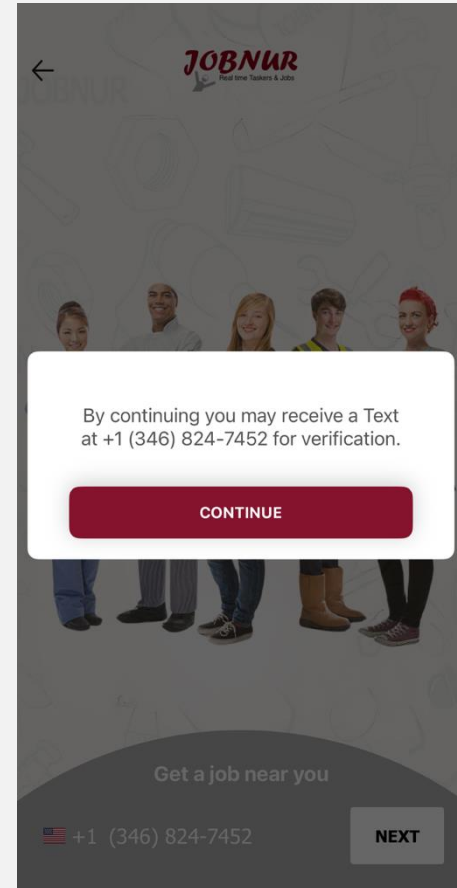 JOBNUR
Real time Taskers & Jobs
JOBNUR
By continuing you may receive a Text
at +1 (346) 824-7452 for verification.
CONTINUE
Get a job near you
+1 (346) 824-7452
NEXT